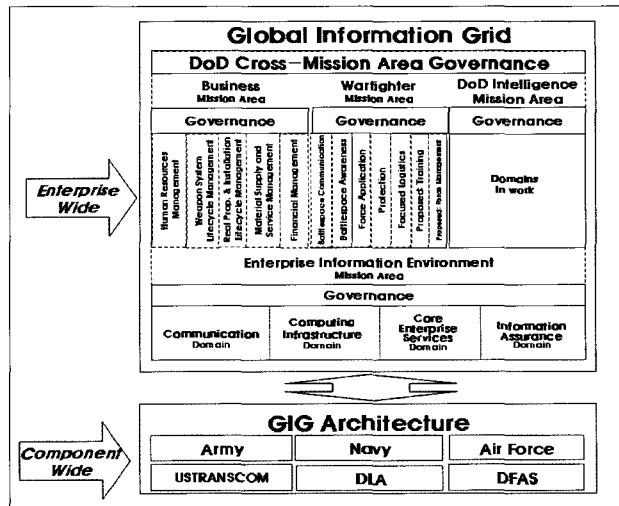 Global Information Grid
DoD Cross-Mission Area Governance
Business
Mission Area
Warfighter
Mission Area
DoD Intelligence
Mission Area
Governance
Governance
Governance
Human Resources
Management
Weapon System
Lifecycle Management
Real Prop. & Installation
Lifecycle Management
Material Supply and
Service Management
Financial Management
Battlespace Communication
Battlespace Awareness
Force Application
Protection
Focused Logistics
Proposed: Training
Proposed: Force Management
Domains
in work
Enterprise
Wide
Enterprise Information Environment
Mission Area
Governance
Communication
Domain
Computing
Infrastructure
Domain
Core
Enterprise
Services
Domain
Information
Assurance
Domain
GIG Architecture
Component
Wide
Army
Navy
Air Force
USTRANSCOM
DLA
DFAS